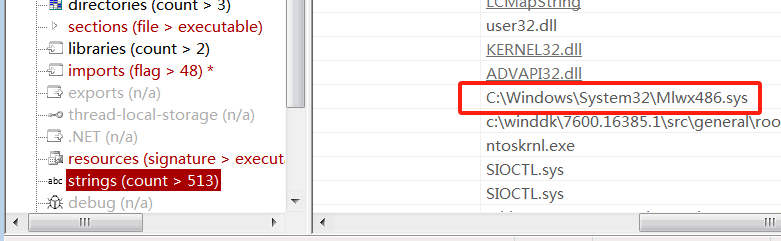 directories (count > 3)
sections (file > executable)
libraries (count > 2)
imports (flag > 48) *
exports (n/a)
thread-local-storage (n/a)
.NET (n/a)
resources (signature > executa
abc strings (count > 513)
debug (n/a)
LCMapString
user32.dll
KERNEL32.dll
ADVAPI32.dll
C:\Windows\System32\Mlwx486.sys
c:\winddk\7600.16385.1\src\general\roo
ntoskrnl.exe
SIOCTL.sys
SIOCTL.sys